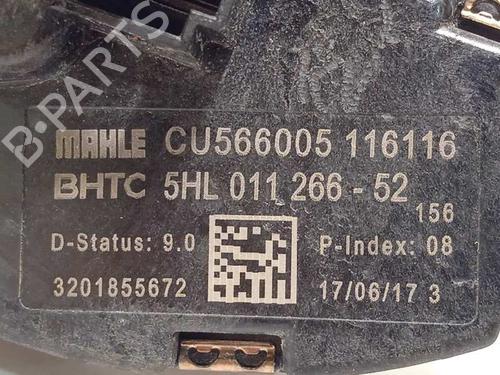 B-PARTS
MAHLE CU566005 116116
BHTC 5HL 011 266 - 52
156
D-Status: 9.0 P-Index: 08
3201855672 17/06/17 3